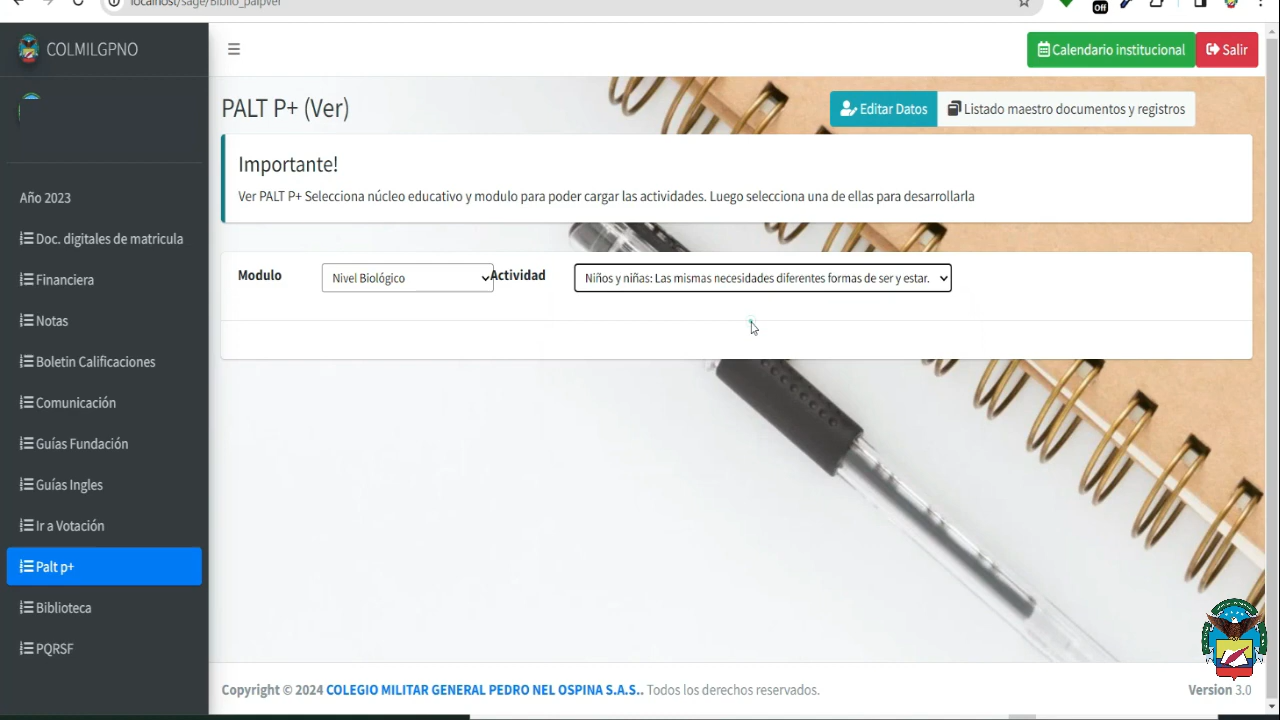 localhost/sage/Biblio_paipver
Off
COLMILGPNO
Calendario institucional
Salir
PALT P+ (Ver)
Editar Datos
Listado maestro documentos y registros
Importante!
Ver PALT P+ Selecciona núcleo educativo y modulo para poder cargar las actividades. Luego selecciona una de ellas para desarrollarla
Modulo
Nivel Biológico
Actividad
Niños y niñas: Las mismas necesidades diferentes formas de ser y estar.
Año 2023
Doc. digitales de matricula
Financiera
Notas
Boletin Calificaciones
Comunicación
Guías Fundación
Guías Ingles
Ir a Votación
Palt p+
Biblioteca
PQRSF
Copyright © 2024 COLEGIO MILITAR GENERAL PEDRO NEL OSPINA S.A.S.. Todos los derechos reservados.
Version 3.0